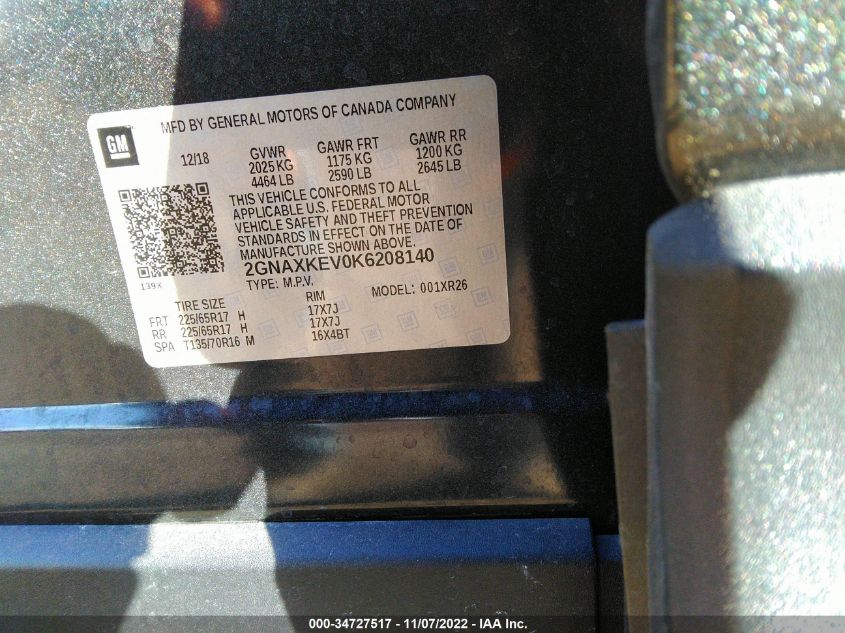 MFD BY GENERAL MOTORS OF CANADA COMPANY
GM
12/18 GVWR GAWR FRT GAWR RR
2025 KG 1175 KG 1200 KG
4464 LB 2590 LB 2645 LB
THIS VEHICLE CONFORMS TO ALL
APPLICABLE U.S. FEDERAL MOTOR
VEHICLE SAFETY AND THEFT PREVENTION
STANDARDS IN EFFECT ON THE DATE OF
MANUFACTURE SHOWN ABOVE.
2GNAXKEV0K6208140
139X
TYPE: M.P.V. MODEL: 001XR26
TIRE SIZE RIM
FRT 225/65R17 H 17X7J
RR 225/65R17 H 17X7J
SPA T135/70R16 M 16X4BT
000-34727517 - 11/07/2022 - IAA Inc.